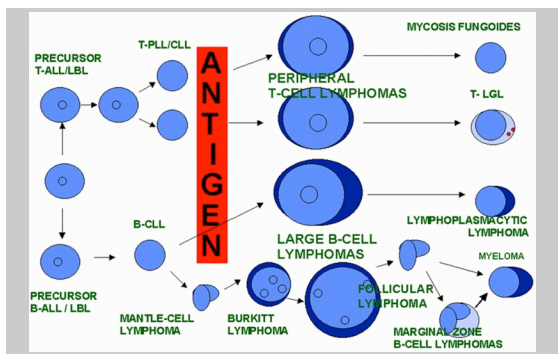 MYCOSIS FUNGOIDES
T-PLL/CLL
PRECURSOR
T-ALL/LBL
ANTIGEN
PERIPHERAL
T-CELL LYMPHOMAS
T- LGL
B-CLL
LARGE B-CELL
LYMPHOMAS
LYMPHOPLASMACYTIC
LYMPHOMA
MYELOMA
PRECURSOR
B-ALL / LBL
MANTLE-CELL
LYMPHOMA
BURKITT
LYMPHOMA
FOLLICULAR
LYMPHOMA
MARGINAL ZONE
B-CELL LYMPHOMAS